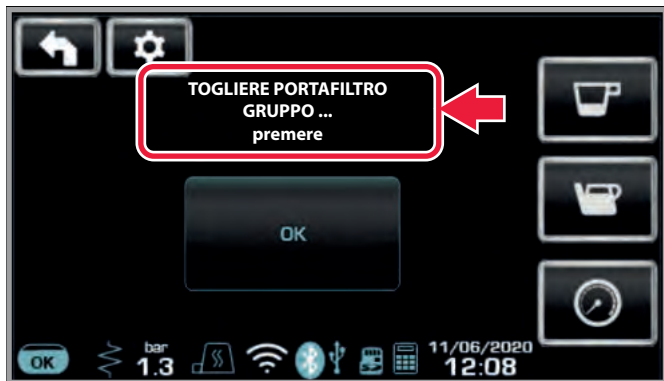 TOGLIERE PORTAFILTRO
GRUPPO ...
premere
OK
OK
bar
1.3
11/06/2020
12:08